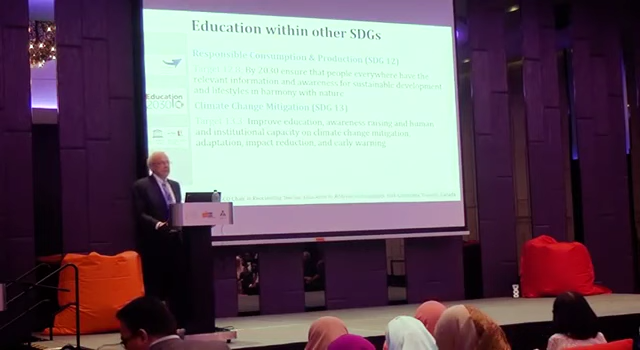 Education within other SDGs
Responsible Consumption & Production [SDG 12]
By 2030 ensure that people everywhere have the
relevant information and awareness for sustainable development
and lifestyles in harmony with nature
Climate Change Mitigation [SDG 13]
Improve education, awareness raising and human
and institutional capacity on climate change mitigation,
adaptation, impact reduction, and early warning
Education
2030